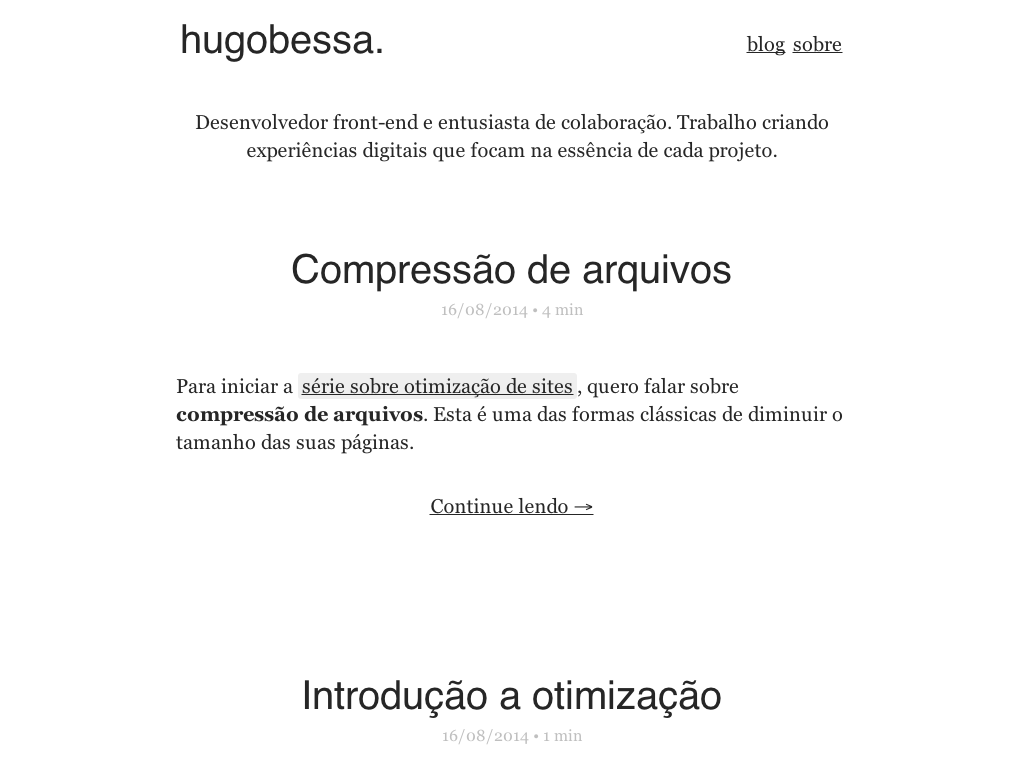 hugobessa.
blog sobre
Desenvolvedor front-end e entusiasta de colaboração. Trabalho criando
experiências digitais que focam na essência de cada projeto.
Compressão de arquivos
16/08/2014 • 4 min
Para iniciar a série sobre otimização de sites, quero falar sobre
compressão de arquivos. Esta é uma das formas clássicas de diminuir o
tamanho das suas páginas.
Continue lendo →
Introdução a otimização
16/08/2014 • 1 min